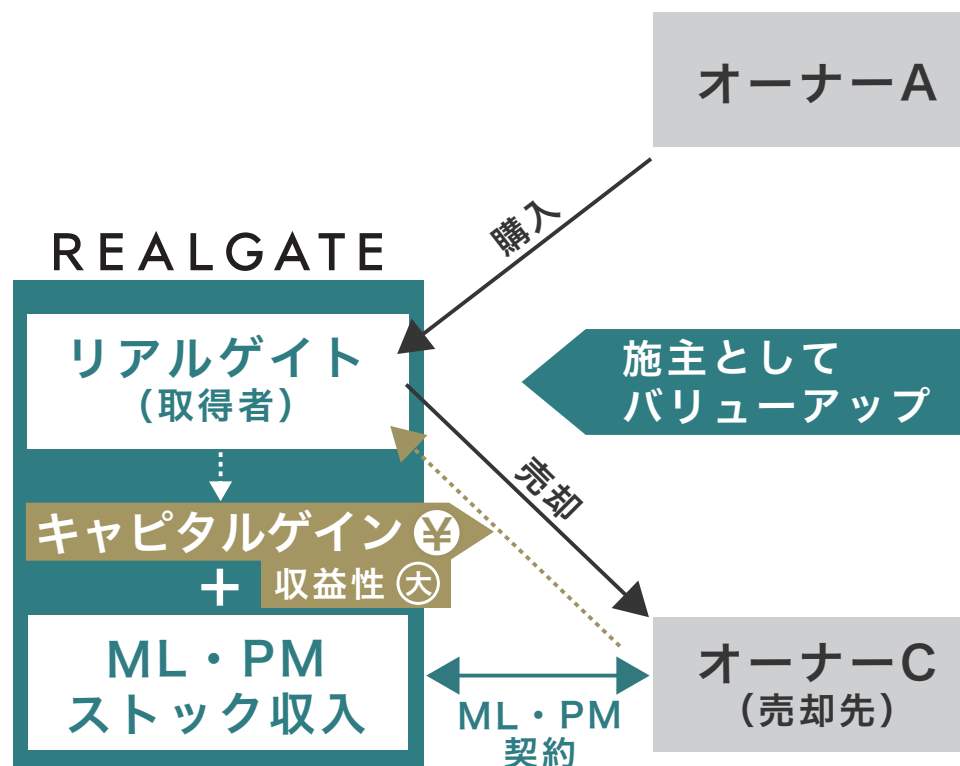 オーナーA
購入
REALGATE
リアルゲイト
(取得者)
施主として
バリューアップ
売却
キャピタルゲイン ¥
+
収益性 大
ML・PM
ストック収入
ML・PM
契約
オーナーC
(売却先)